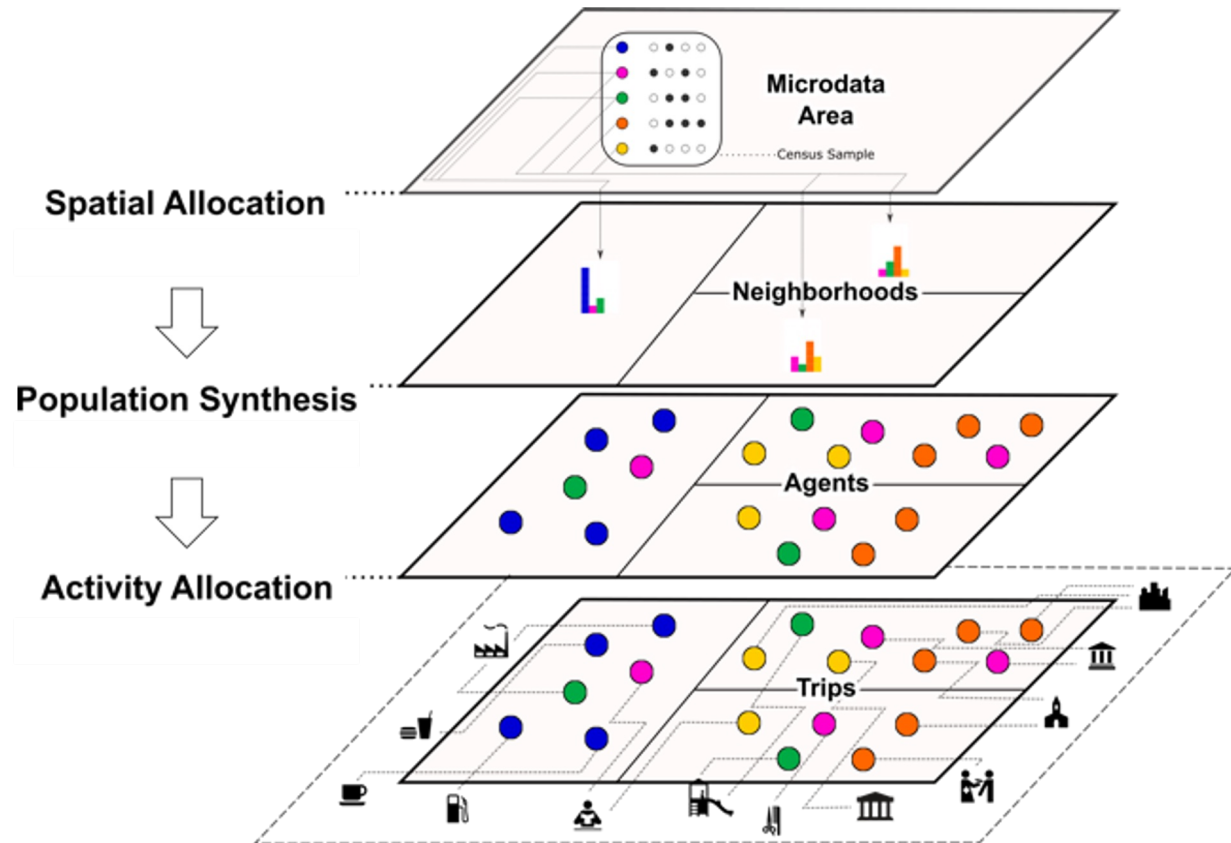 Microdata
Area
Census Sample
Spatial Allocation
Neighborhoods
Population Synthesis
Agents
Activity Allocation
Trips